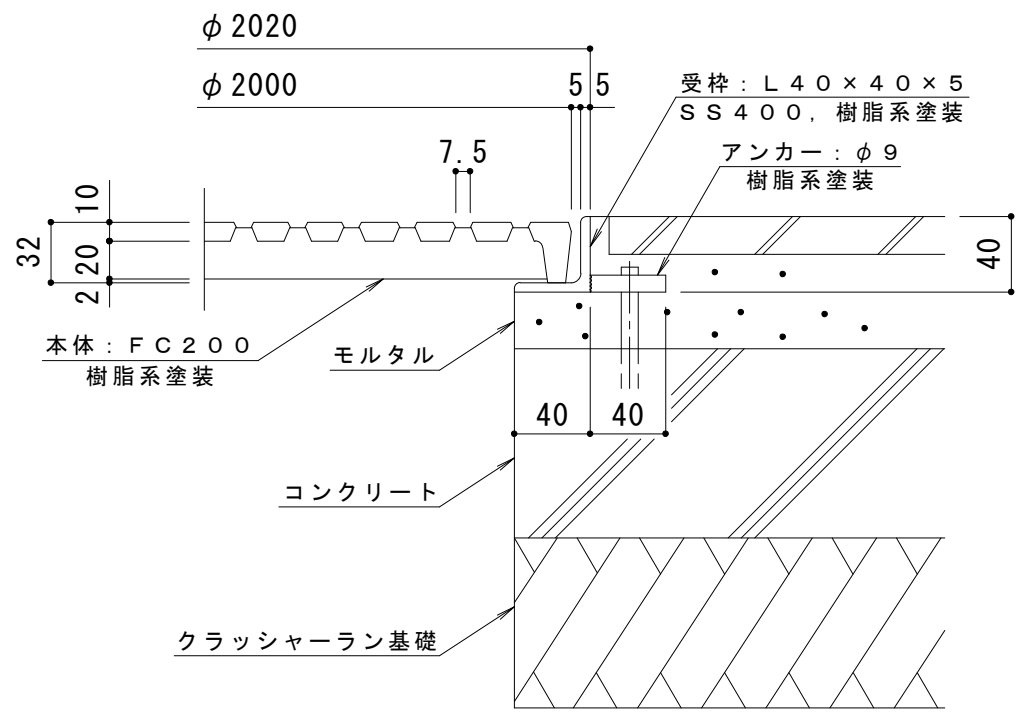 φ2020
φ2000
5
5
受枠：Ｌ４０×４０×５
ＳＳ４００，樹脂系塗装
7.5
アンカー：φ９
樹脂系塗装
10
32
20
2
40
本体：ＦＣ２００
樹脂系塗装
モルタル
40
40
コンクリート
クラッシャーラン基礎